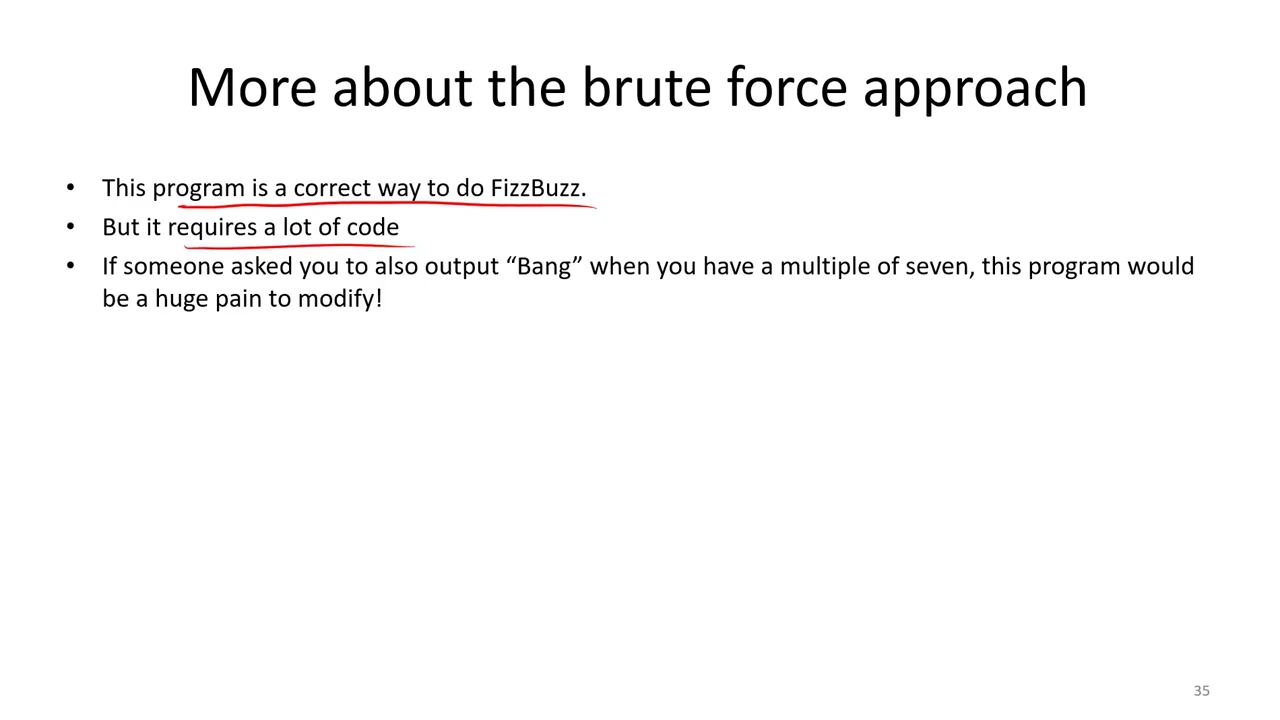 More about the brute force approach
• This program is a correct way to do FizzBuzz.
• But it requires a lot of code
• If someone asked you to also output “Bang” when you have a multiple of seven, this program would
be a huge pain to modify!
35